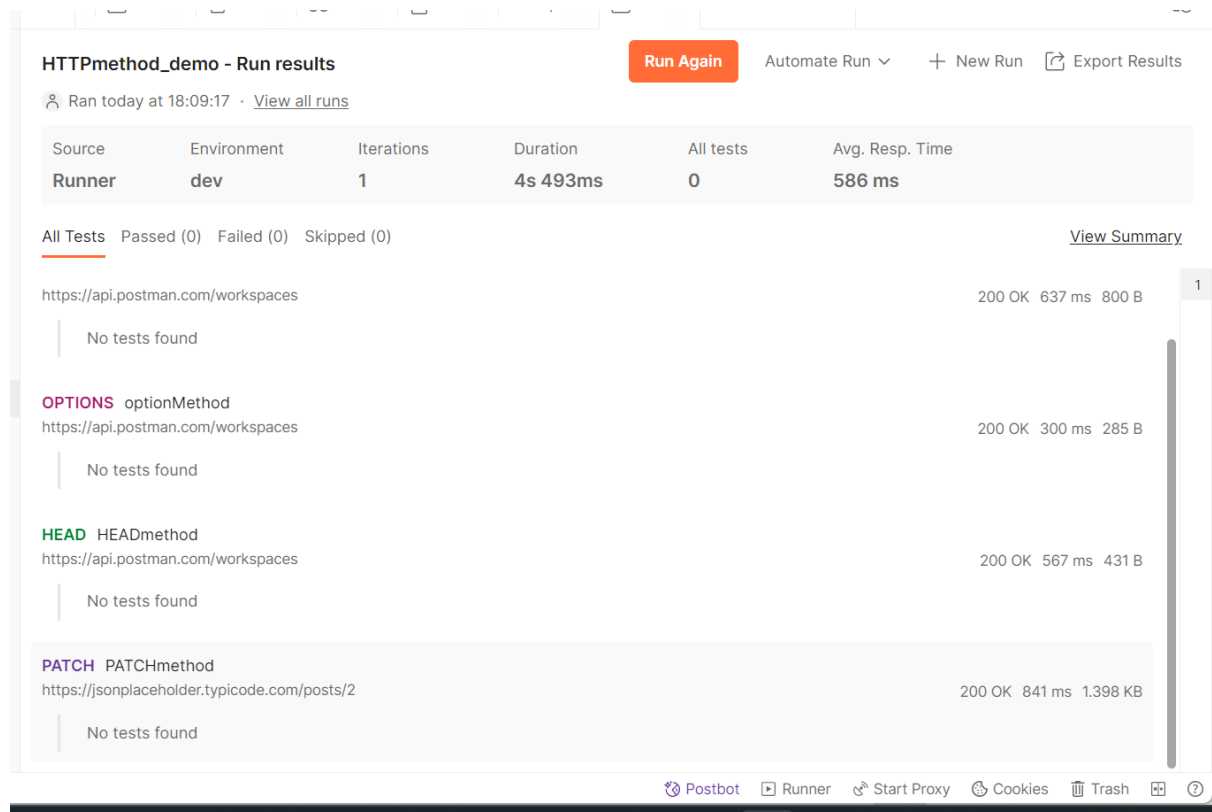 HTTPmethod_demo - Run results
Run Again Automate Run + New Run Export Results
Ran today at 18:09:17 · View all runs
Source Environment Iterations Duration All tests Avg. Resp. Time
Runner dev 1 4s 493ms 0 586 ms
All Tests Passed (0) Failed (0) Skipped (0) View Summary
https://api.postman.com/workspaces 200 OK 637 ms 800 B 1
No tests found
OPTIONS optionMethod
https://api.postman.com/workspaces 200 OK 300 ms 285 B
No tests found
HEAD HEADmethod
https://api.postman.com/workspaces 200 OK 567 ms 431 B
No tests found
PATCH PATCHmethod
https://jsonplaceholder.typicode.com/posts/2 200 OK 841 ms 1.398 KB
No tests found
Postbot Runner Start Proxy Cookies Trash ?